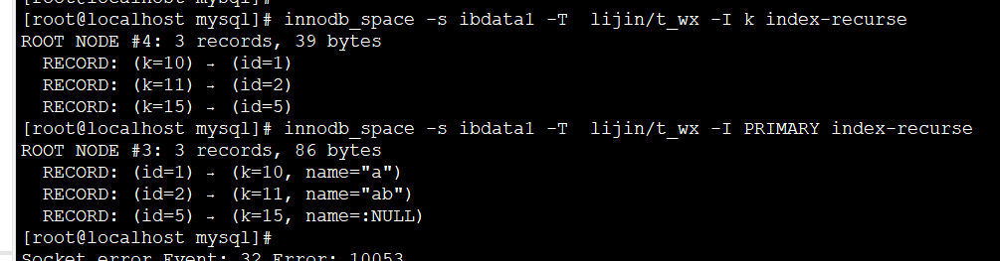 [root@localhost mysql]#
[root@localhost mysql]# innodb_space -s ibdata1 -T  lijin/t_wx -I k index-recurse
ROOT NODE #4: 3 records, 39 bytes
  RECORD: (k=10) → (id=1)
  RECORD: (k=11) → (id=2)
  RECORD: (k=15) → (id=5)
[root@localhost mysql]# innodb_space -s ibdata1 -T  lijin/t_wx -I PRIMARY index-recurse
ROOT NODE #3: 3 records, 86 bytes
  RECORD: (id=1) → (k=10, name="a")
  RECORD: (id=2) → (k=11, name="ab")
  RECORD: (id=5) → (k=15, name=:NULL)
[root@localhost mysql]#
Socket error Event: 32 Error: 10053